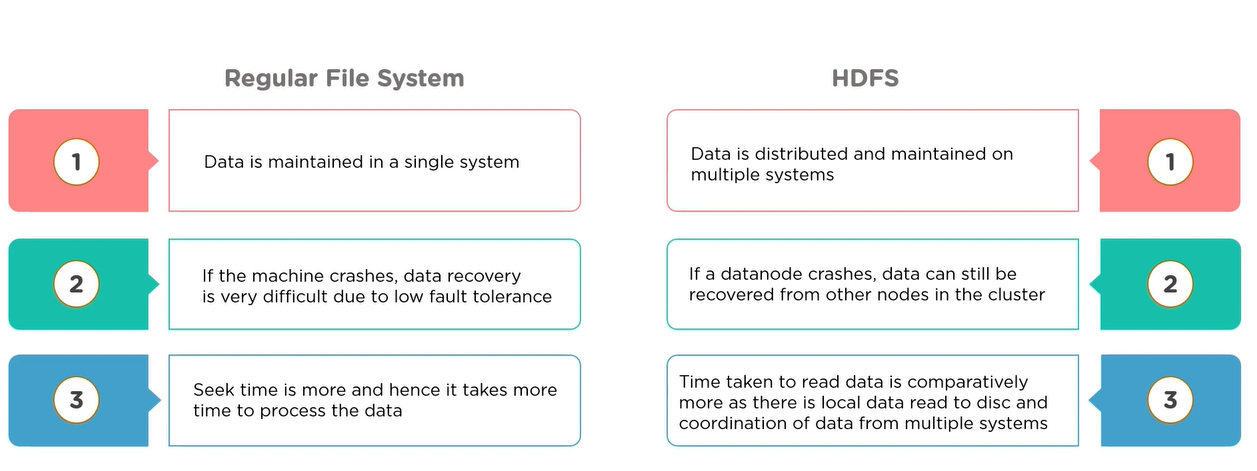 Regular File System
HDFS
1
Data is maintained in a single system
Data is distributed and maintained on
multiple systems
1
2
If the machine crashes, data recovery
is very difficult due to low fault tolerance
If a datanode crashes, data can still be
recovered from other nodes in the cluster
2
3
Seek time is more and hence it takes more
time to process the data
Time taken to read data is comparatively
more as there is local data read to disc and
coordination of data from multiple systems
3